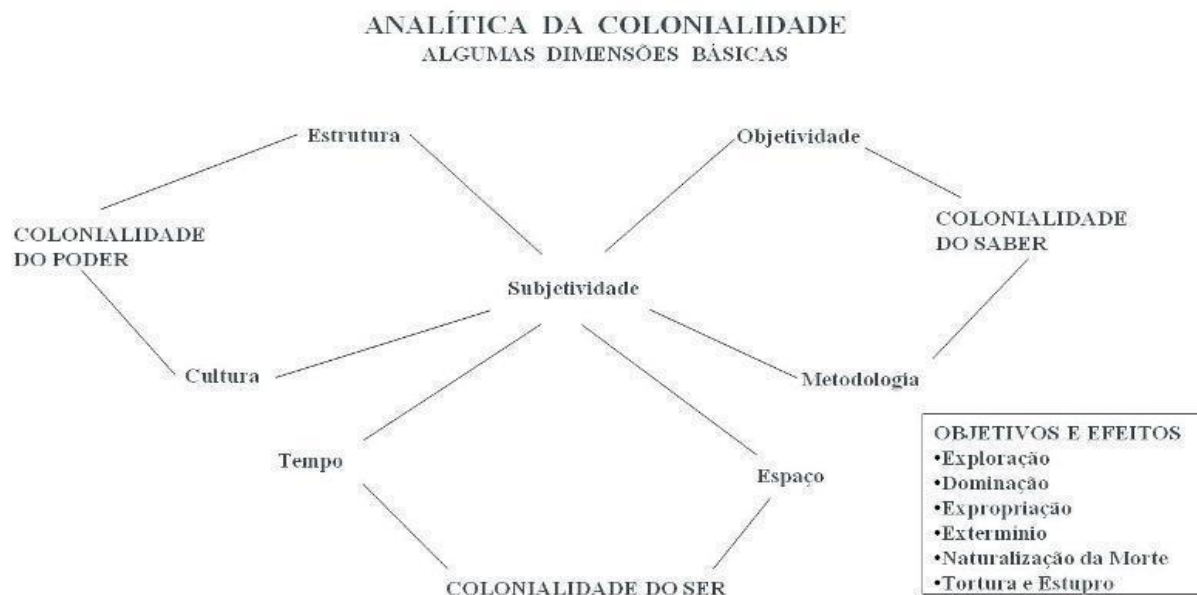 ANALÍTICA DA COLONIALIDADE
ALGUMAS DIMENSÕES BÁSICAS
Estrutura
Objetividade
COLONIALIDADE
DO PODER
COLONIALIDADE
DO SABER
Subjetividade
Cultura
Metodologia
Tempo
Espaço
COLONIALIDADE DO SER
OBJETIVOS E EFEITOS
•Exploração
•Dominação
•Expropriação
•Extermínio
•Naturalização da Morte
•Tortura e Estupro